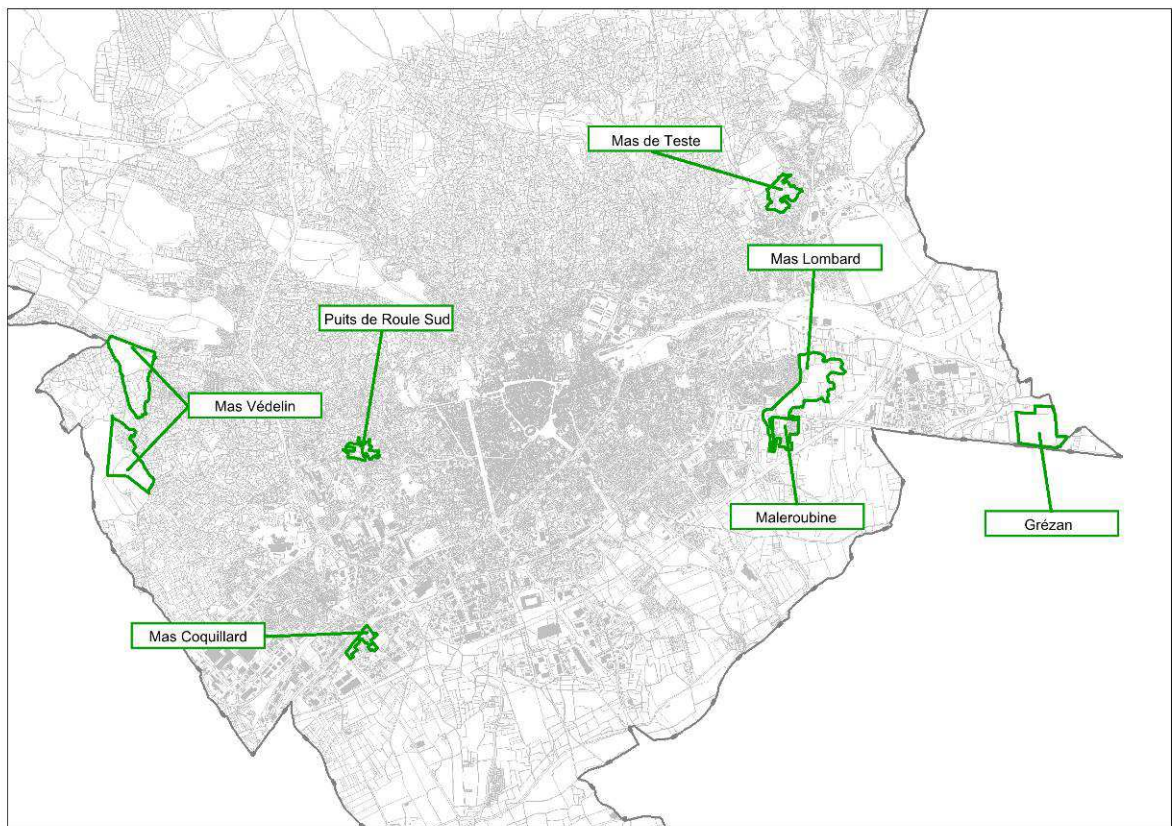 Mas de Teste
Mas Lombard
Puits de Roule Sud
Mas Védelin
Maleroubine
Grézan
Mas Coquillard